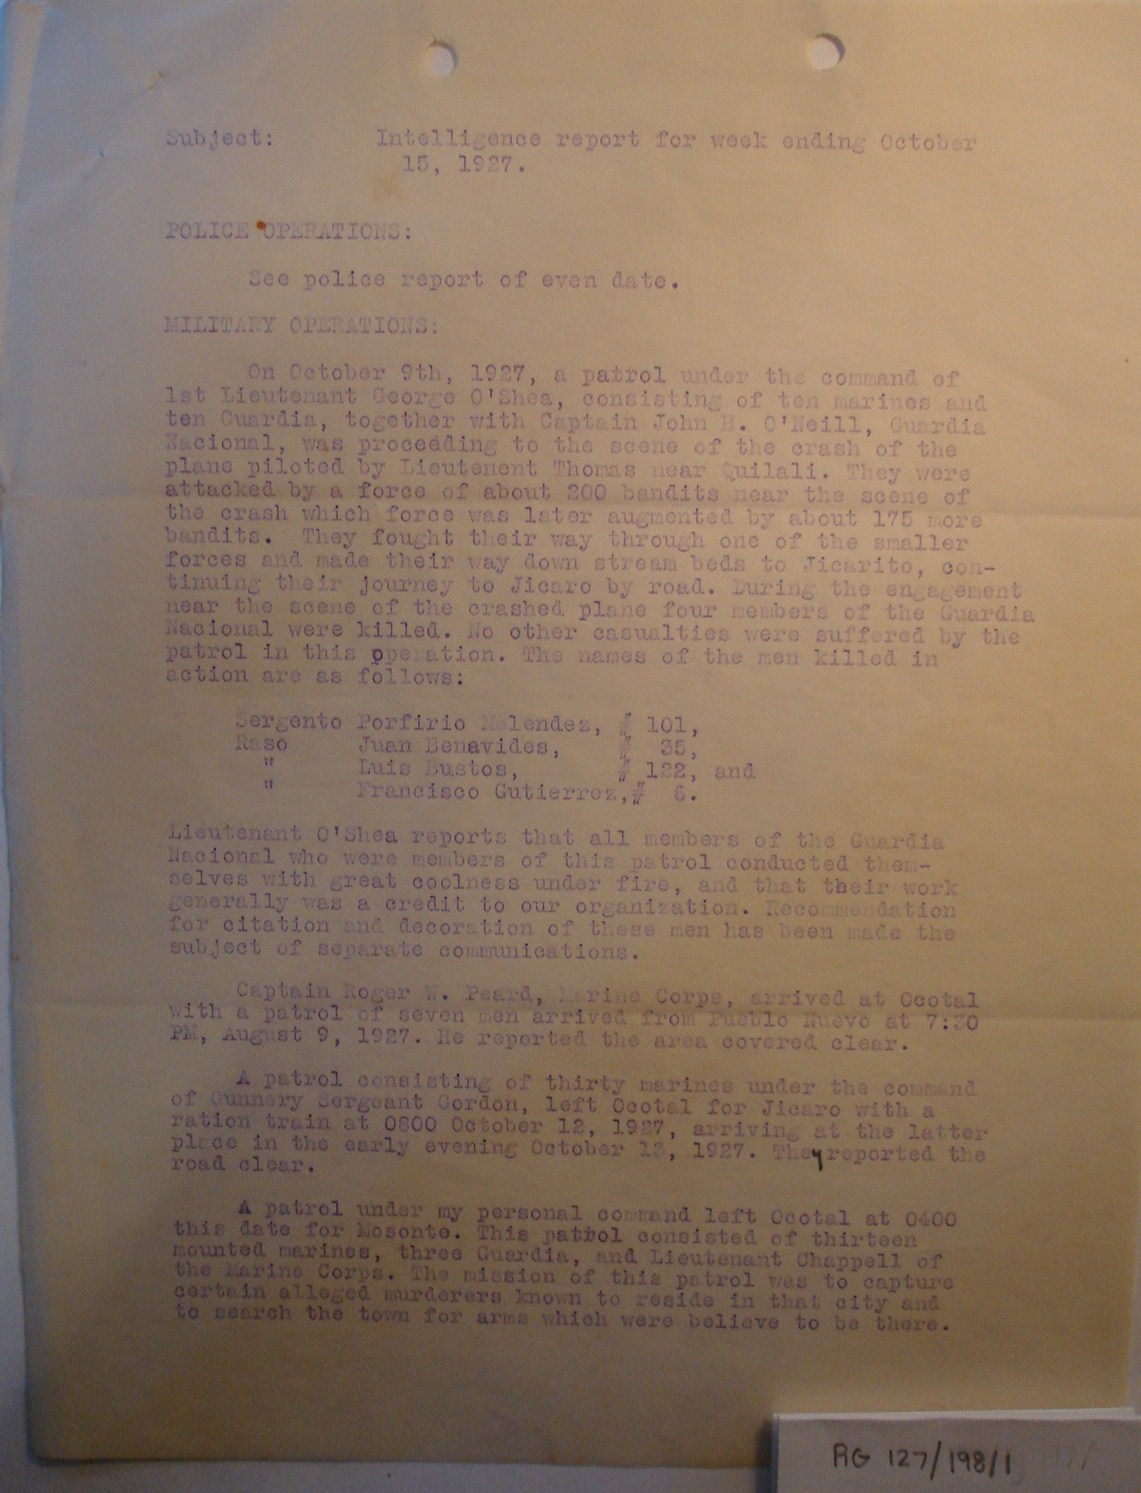 Subject: Intelligence report for week ending October
15, 1927.
POLICE OPERATIONS:
See police report of even date.
MILITARY OPERATIONS:
On October 9th, 1927, a patrol under the command of
1st Lieutenant George O'Shea, consisting of ten marines and
ten Guardia, together with Captain John B. O'Neill, Guardia
Nacional, was proceeding to the scene of the crash of the
plane piloted by Lieutenent Thomas near Quilali. They were
attacked by a force of about 200 bandits near the scene of
the crash which force was later augmented by about 175 more
bandits. They fought their way through one of the smaller
forces and made their way down stream beds to Jicarito, con-
tinuing their journey to Jicaro by road. During the engagement
near the scene of the crashed plane four members of the Guardia
Nacional were killed. No other casualties were suffered by the
patrol in this operation. The names of the men killed in
action are as follows:
Sergento Porfirio Melendez, # 101,
Raso Juan Benavides, # 35,
" Luis Bustos, # 122, and
" Francisco Gutierrez,# 6.
Lieutenant O'Shea reports that all members of the Guardia
Nacional who were members of this patrol conducted them-
selves with great coolness under fire, and that their work
generally was a credit to our organization. Recommendation
for citation and decoration of these men has been made the
subject of separate communications.
Captain Roger W. Peard, Marine Corps, arrived at Ocotal
with a patrol of seven men arrived from Pueblo Nuevo at 7:30
PM, August 9, 1927. He reported the area covered clear.
A patrol consisting of thirty marines under the command
of Gunnery Sergeant Gordon, left Ocotal for Jicaro with a
ration train at 0800 October 12, 1927, arriving at the latter
place in the early evening October 13, 1927. They reported the
road clear.
A patrol under my personal command left Ocotal at 0400
this date for Mosonte. This patrol consisted of thirteen
mounted marines, three Guardia, and Lieutenant Chappell of
the Marine Corps. The mission of this patrol was to capture
certain alleged murderers known to reside in that city and
to search the town for arms which were believe to be there.
RG 127/198/1